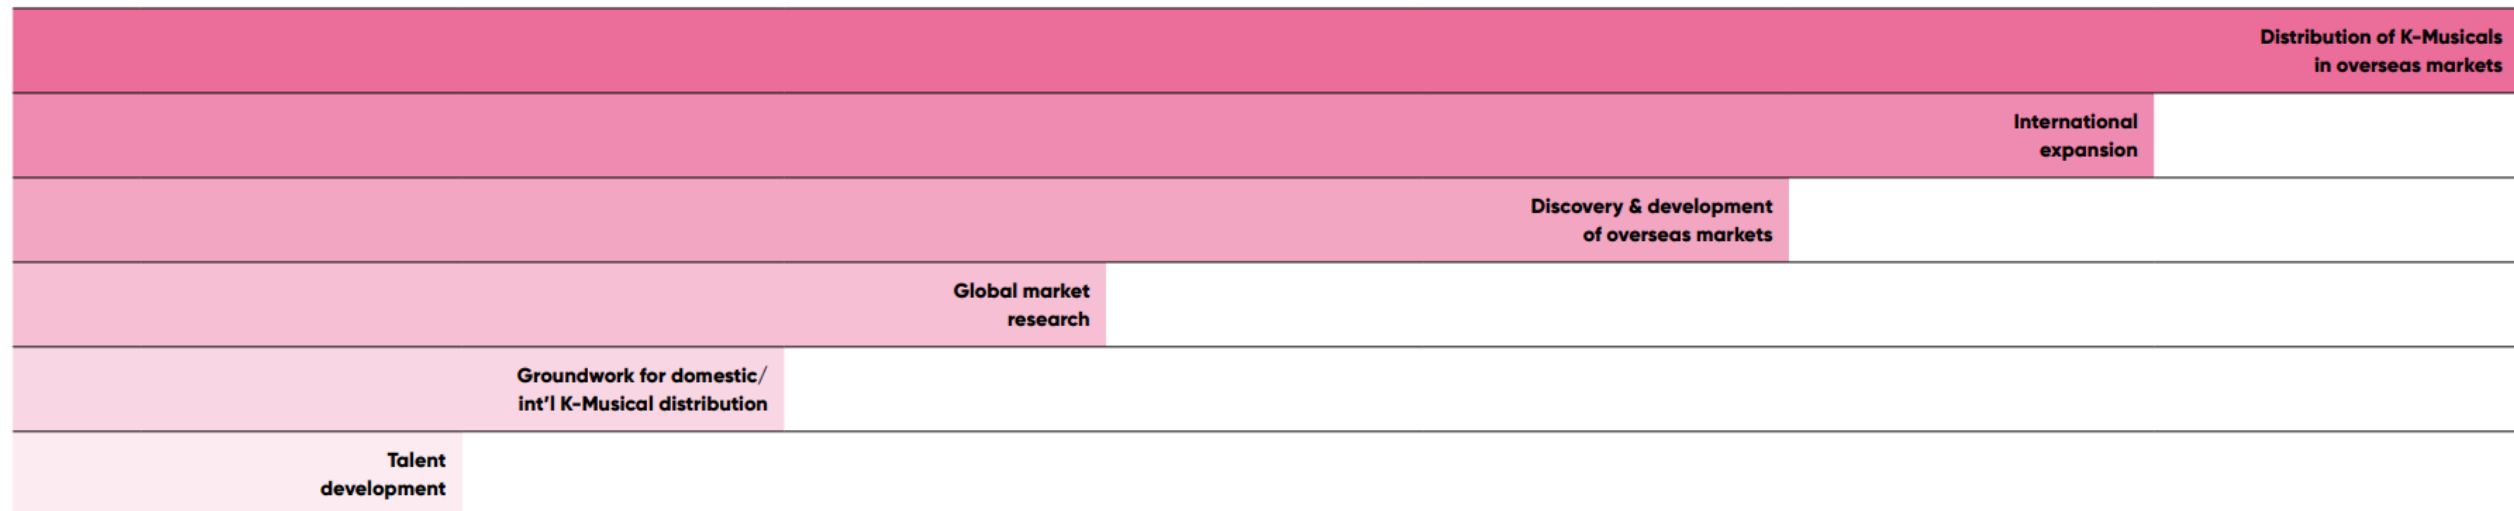 Distribution of K-Musicals
in overseas markets
International
expansion
Discovery & development
of overseas markets
Global market
research
Groundwork for domestic/
int’l K-Musical distribution
Talent
development